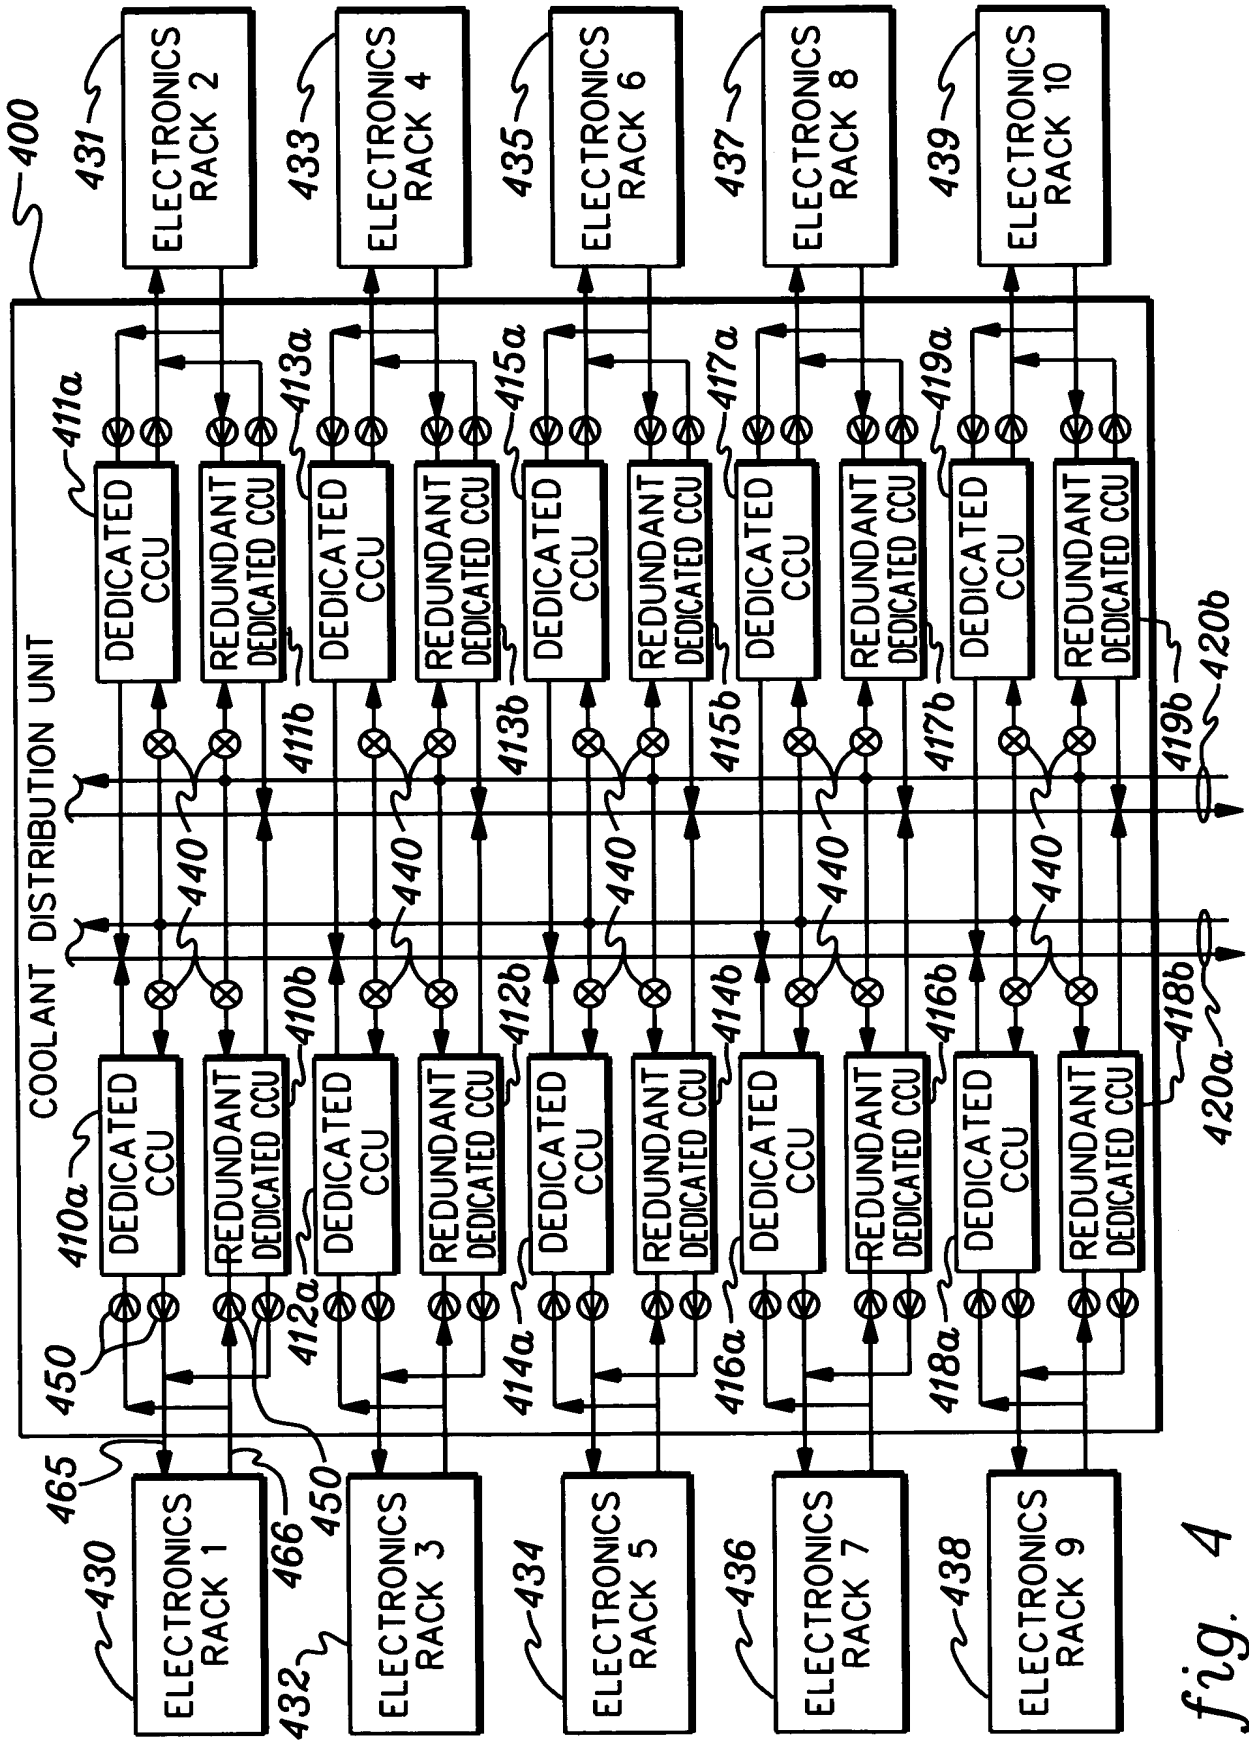 COOLANT DISTRIBUTION UNIT
400
430
ELECTRONICS
RACK 1
465
466
450
450
410a
DEDICATED
CCU
REDUNDANT
DEDICATED CCU
410b
440
440
411a
DEDICATED
CCU
REDUNDANT
DEDICATED CCU
411b
431
ELECTRONICS
RACK 2
432
ELECTRONICS
RACK 3
412a
DEDICATED
CCU
REDUNDANT
DEDICATED CCU
412b
440
440
413a
DEDICATED
CCU
REDUNDANT
DEDICATED CCU
413b
433
ELECTRONICS
RACK 4
434
ELECTRONICS
RACK 5
414a
DEDICATED
CCU
REDUNDANT
DEDICATED CCU
414b
440
440
415a
DEDICATED
CCU
REDUNDANT
DEDICATED CCU
415b
435
ELECTRONICS
RACK 6
436
ELECTRONICS
RACK 7
416a
DEDICATED
CCU
REDUNDANT
DEDICATED CCU
416b
440
440
417a
DEDICATED
CCU
REDUNDANT
DEDICATED CCU
417b
437
ELECTRONICS
RACK 8
438
ELECTRONICS
RACK 9
418a
DEDICATED
CCU
REDUNDANT
DEDICATED CCU
418b
440
440
419a
DEDICATED
CCU
REDUNDANT
DEDICATED CCU
419b
439
ELECTRONICS
RACK 10
420a
420b
fig. 4